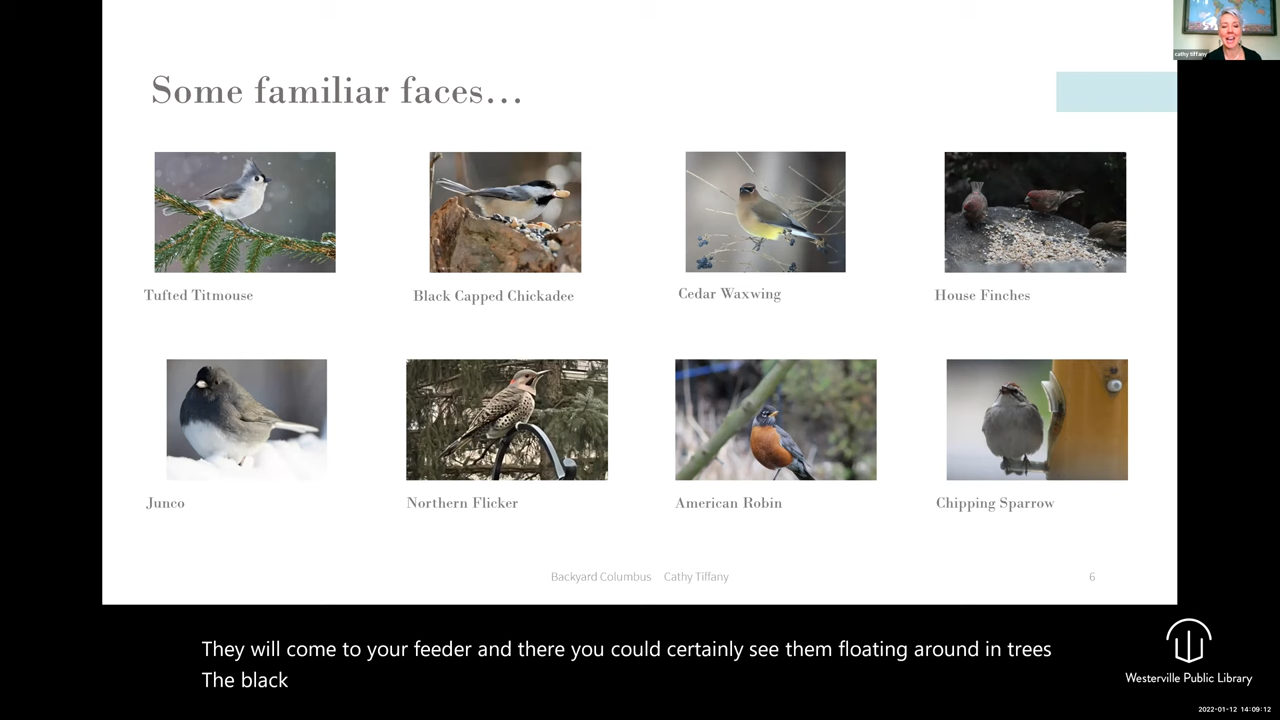 cathy tiffany
Some familiar faces...
Tufted Titmouse
Black Capped Chickadee
Cedar Waxwing
House Finches
Junco
Northern Flicker
American Robin
Chipping Sparrow
Backyard Columbus Cathy Tiffany
6
They will come to your feeder and there you could certainly see them floating around in trees
The black
Westerville Public Library
2022-01-12 14:09:12